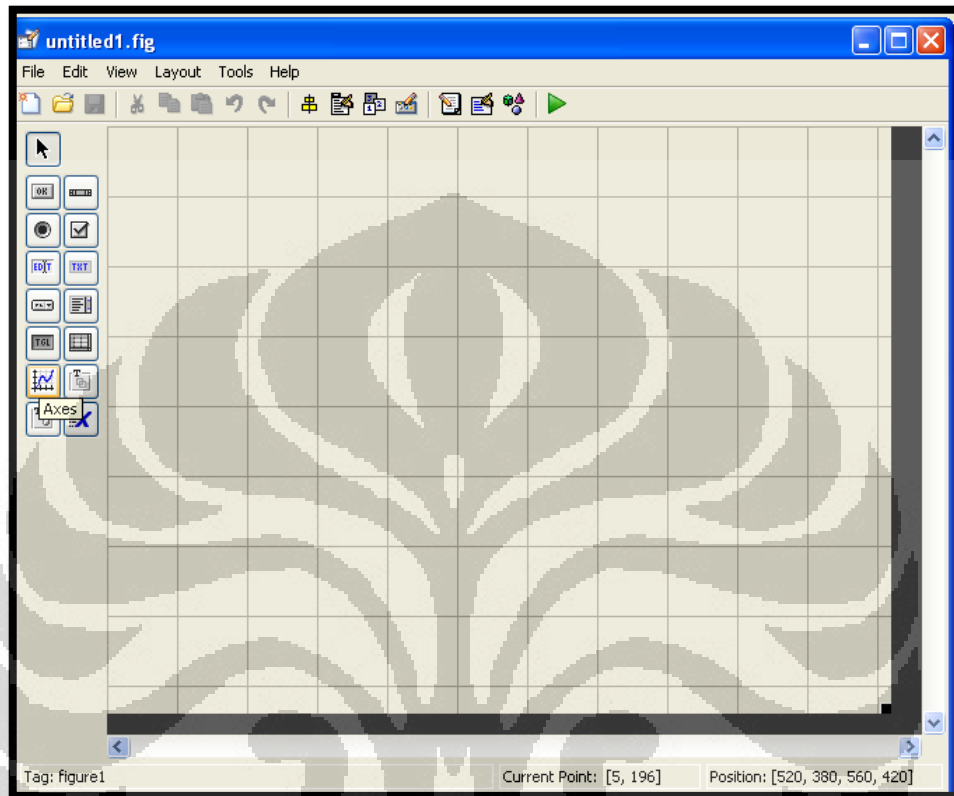 untitled1.fig
File Edit View Layout Tools Help
OK
EDIT TXT
TGL
Axes
Tag: figure1 Current Point: [5, 196] Position: [520, 380, 560, 420]